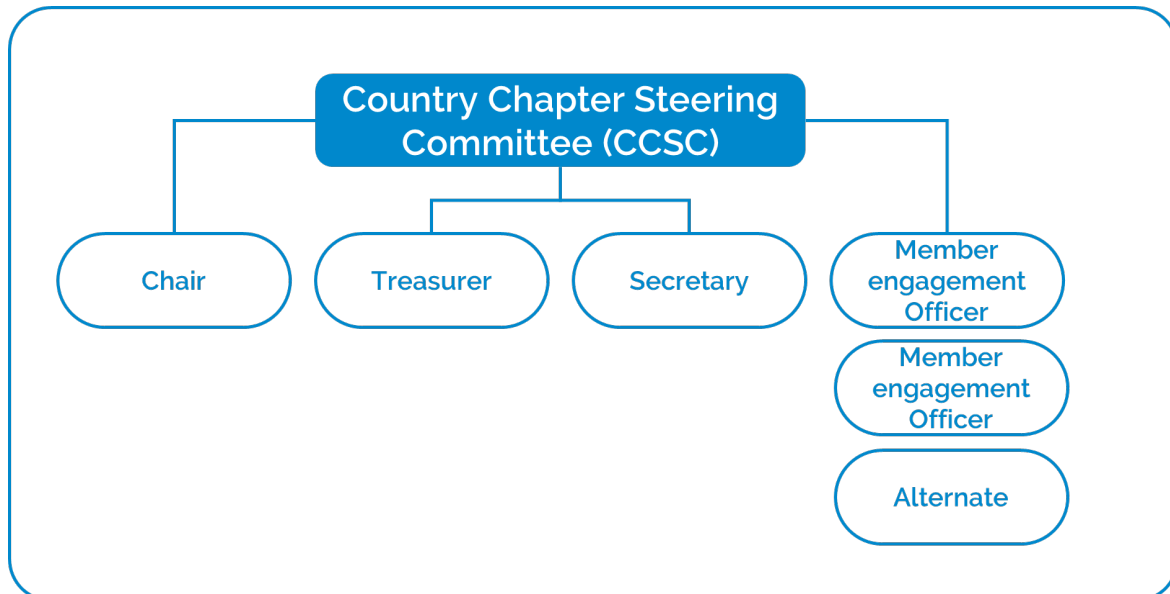 Country Chapter Steering
Committee (CCSC)
Chair
Treasurer
Secretary
Member
engagement
Officer
Member
engagement
Officer
Alternate